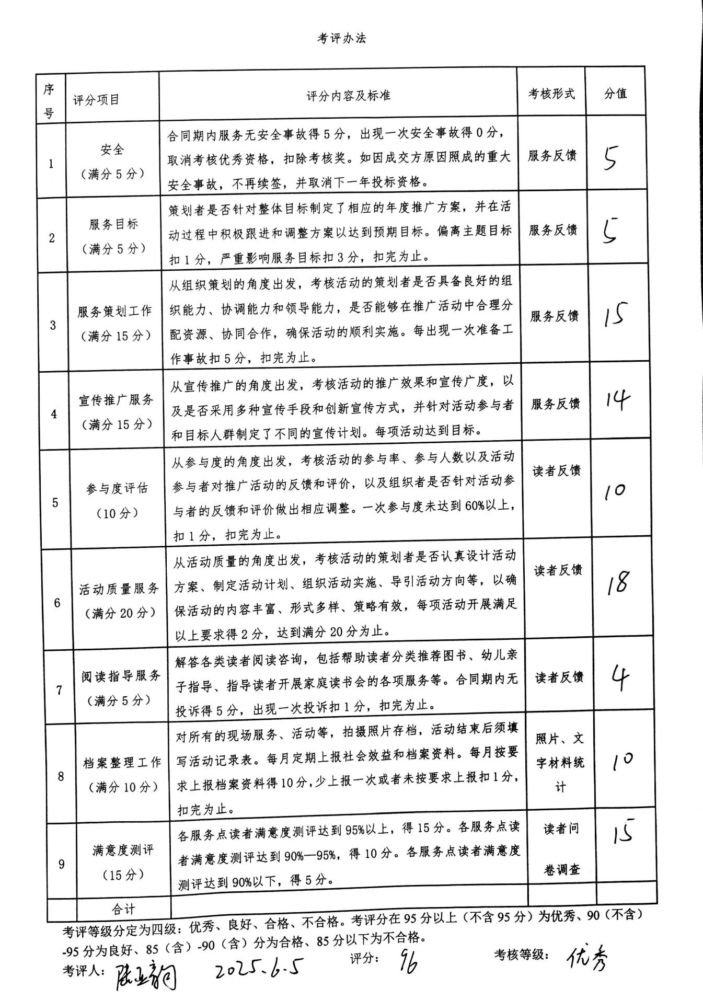 考评办法
序号 评分项目 评分内容及标准 考核形式 分值
1 安全（满分5分） 服务反馈 5
合同期内服务无安全事故得5分，出现一次安全事故得0分，
取消考核优秀资格，扣除考核奖。如因成交方原因照成的重大
安全事故，不再续签，并取消下一年投标资格。
2 服务目标（满分5分） 服务反馈 5
策划者是否针对整体目标制定了相应的年度推广方案，并在活
动过程中积极跟进和调整方案以达到预期目标。偏离主题目标
扣1分，严重影响服务目标扣3分，扣完为止。
3 服务策划工作（满分15分） 服务反馈 15
从组织策划的角度出发，考核活动的策划者是否具备良好的组
织能力、协调能力和领导能力，是否能够在推广活动中合理分
配资源、协同合作，确保活动的顺利实施。每出现一次准备工
作事故扣5分，扣完为止。
4 宣传推广服务（满分15分） 服务反馈 14
从宣传推广的角度出发，考核活动的推广效果和宣传广度，以
及是否采用多种宣传手段和创新宣传方式，并针对活动参与者
和目标人群制定了不同的宣传计划。每项活动达到目标。
5 参与度评估（10分） 读者反馈 10
从参与度的角度出发，考核活动的参与率、参与人数以及活动
参与者对推广活动的反馈和评价，以及组织者是否针对活动参
与者的反馈和评价做出相应调整。一次参与度未达到60%以上，
扣1分，扣完为止。
6 活动质量服务（满分20分） 读者反馈 18
从活动质量的角度出发，考核活动的策划者是否认真设计活动
方案、制定活动计划、组织活动实施、导引活动方向等，以确
保活动的内容丰富、形式多样、策略有效，每项活动开展满足
以上要求得2分，达到满分20分为止。
7 阅读指导服务（满分5分） 读者反馈 4
解答各类读者阅读咨询，包括帮助读者分类推荐图书、幼儿亲
子指导、指导读者开展家庭读书会的各项服务等。合同期内无
投诉得5分，出现一次投诉扣1分，扣完为止。
8 档案整理工作（满分10分） 照片、文字材料统计 10
对所有的现场服务、活动等，拍摄照片存档，活动结束后须填
写活动记录表。每月定期上报社会效益和档案资料。每月按要
求上报档案资料得10分，少上报一次或者未按要求上报扣1分，
扣完为止。
9 满意度测评（15分） 读者问卷调查 15
各服务点读者满意度测评达到95%以上，得15分。各服务点读
者满意度测评达到90%—95%，得10分。各服务点读者满意度
测评达到90%以下，得5分。
合计
考评等级分定为四级：优秀、良好、合格、不合格。考评分在95分以上（不含95分）为优秀、90（不含）
-95分为良好、85（含）-90（含）分为合格、85分以下为不合格。
考评人： 2025.6.5 评分：96 考核等级：优秀